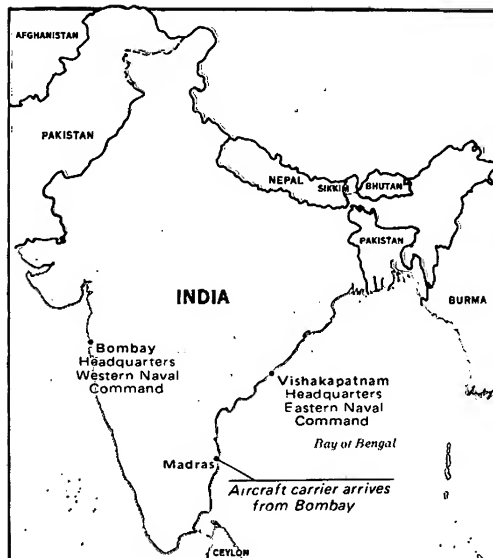 AFGHANISTAN
PAKISTAN
NEPAL
SIKKIM
BHUTAN
PAKISTAN
INDIA
BURMA
Bombay
Headquarters
Western Naval
Command
Vishakapatnam
Headquarters
Eastern Naval
Command
Bay of Bengal
Madras
Aircraft carrier arrives
from Bombay
CEYLON